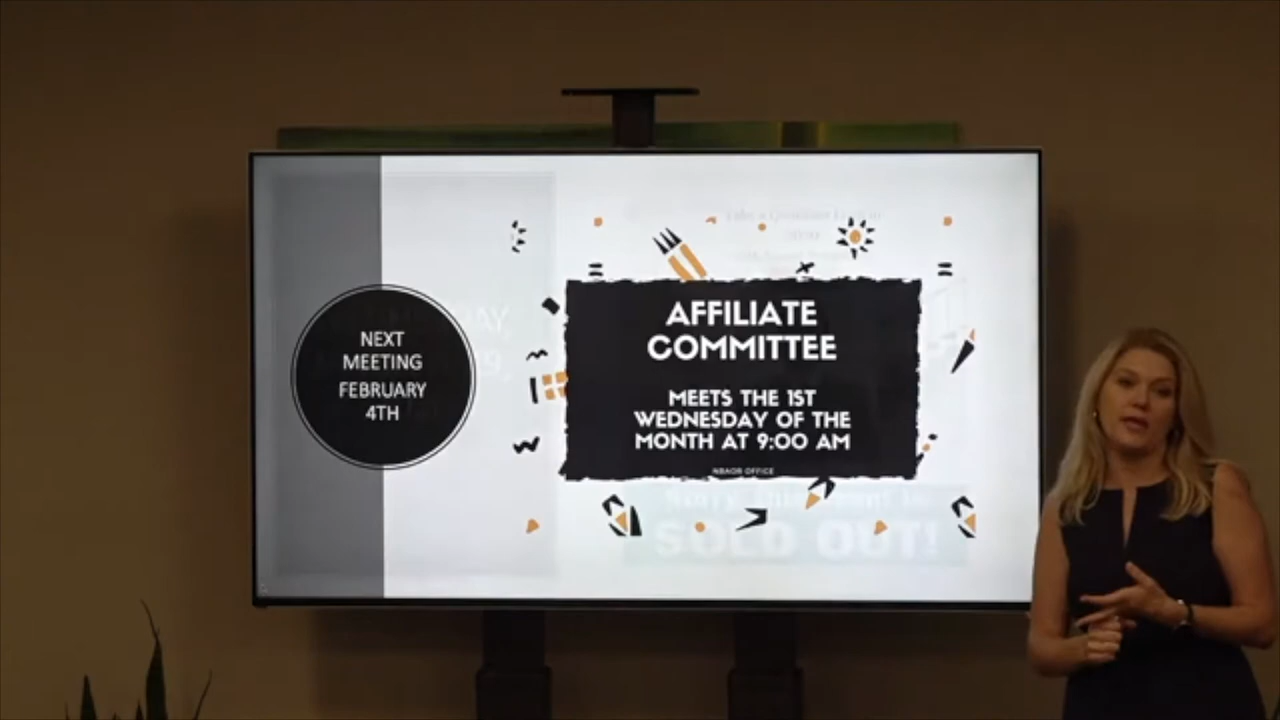 NEXT
MEETING
FEBRUARY
4TH
AFFILIATE
COMMITTEE
MEETS THE 1ST
WEDNESDAY OF THE
MONTH AT 9:00 AM
NBAOR OFFICE
SOLD OUT!